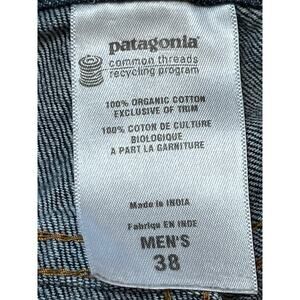 patagonia®
common threads
recycling program
100% ORGANIC COTTON
EXCLUSIVE OF TRIM
100% COTON DE CULTURE
BIOLOGIQUE
A PART LA GARNITURE
Made in INDIA
Fabriqu EN INDE
MEN'S
38